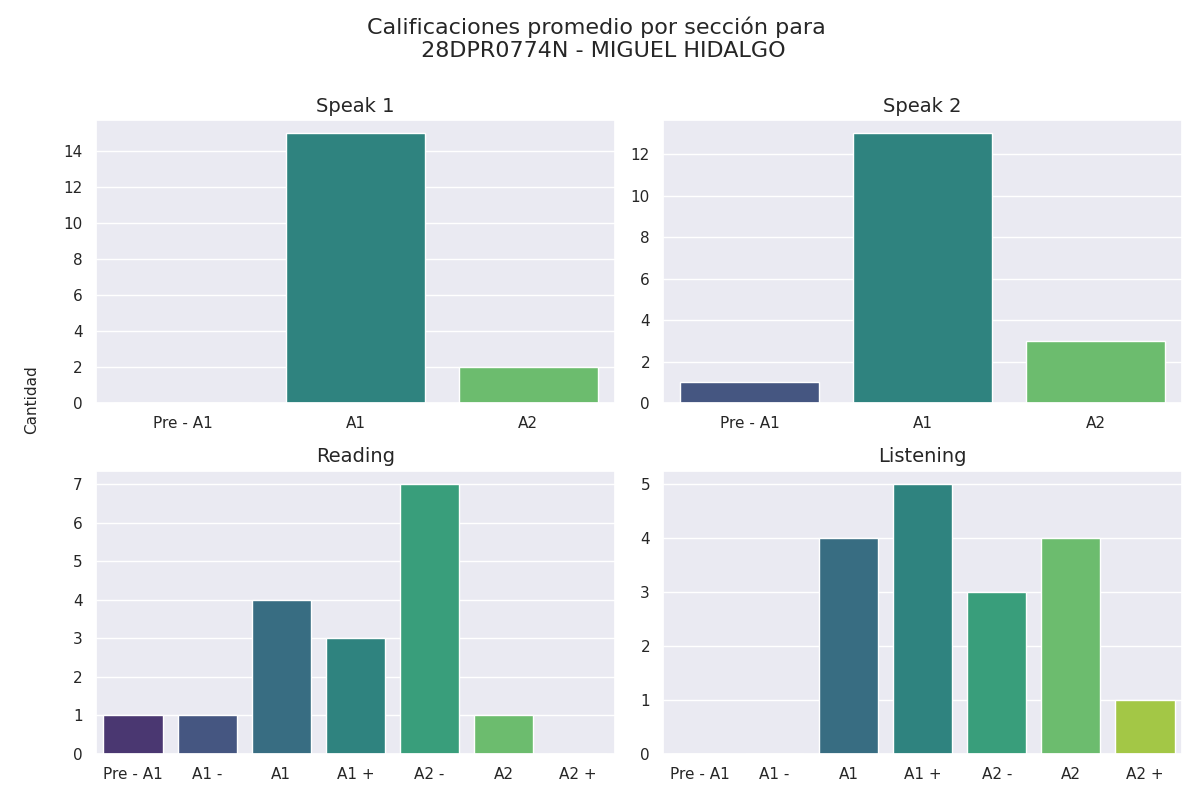 Calificaciones promedio por sección para
28DPR0774N - MIGUEL HIDALGO
Speak 1
14
12
10
8
6
4
2
0
Pre - A1 A1 A2
Speak 2
12
10
8
6
4
2
0
Pre - A1 A1 A2
Cantidad
Reading
7
6
5
4
3
2
1
0
Pre - A1 A1 - A1 A1 + A2 - A2 A2 +
Listening
5
4
3
2
1
0
Pre - A1 A1 - A1 A1 + A2 - A2 A2 +